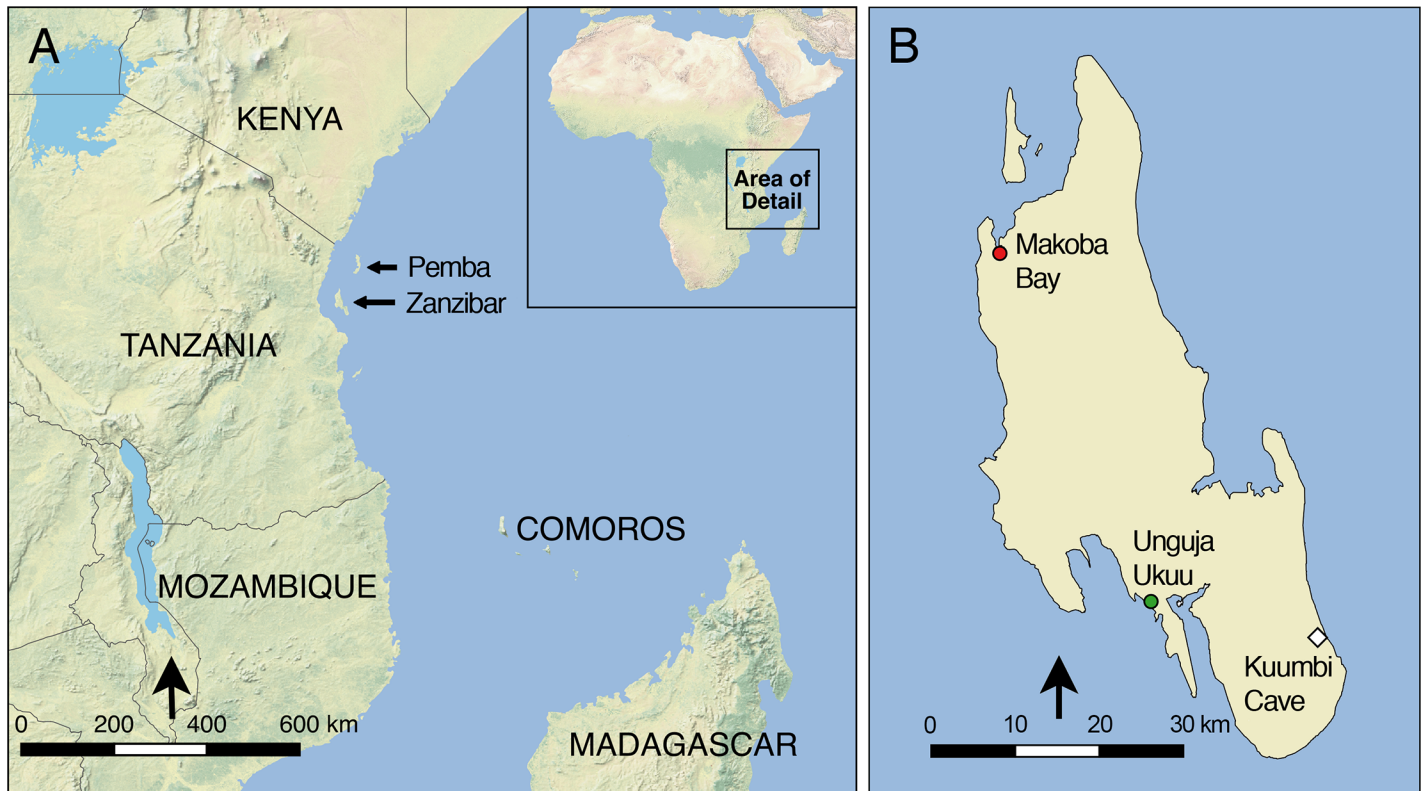 A
KENYA
Area of
Detail
Pemba
Zanzibar
TANZANIA
COMOROS
MOZAMBIQUE
MADAGASCAR
0 200 400 600 km
B
Makoba
Bay
Unguja
Ukuu
Kuumbi
Cave
0 10 20 30 km